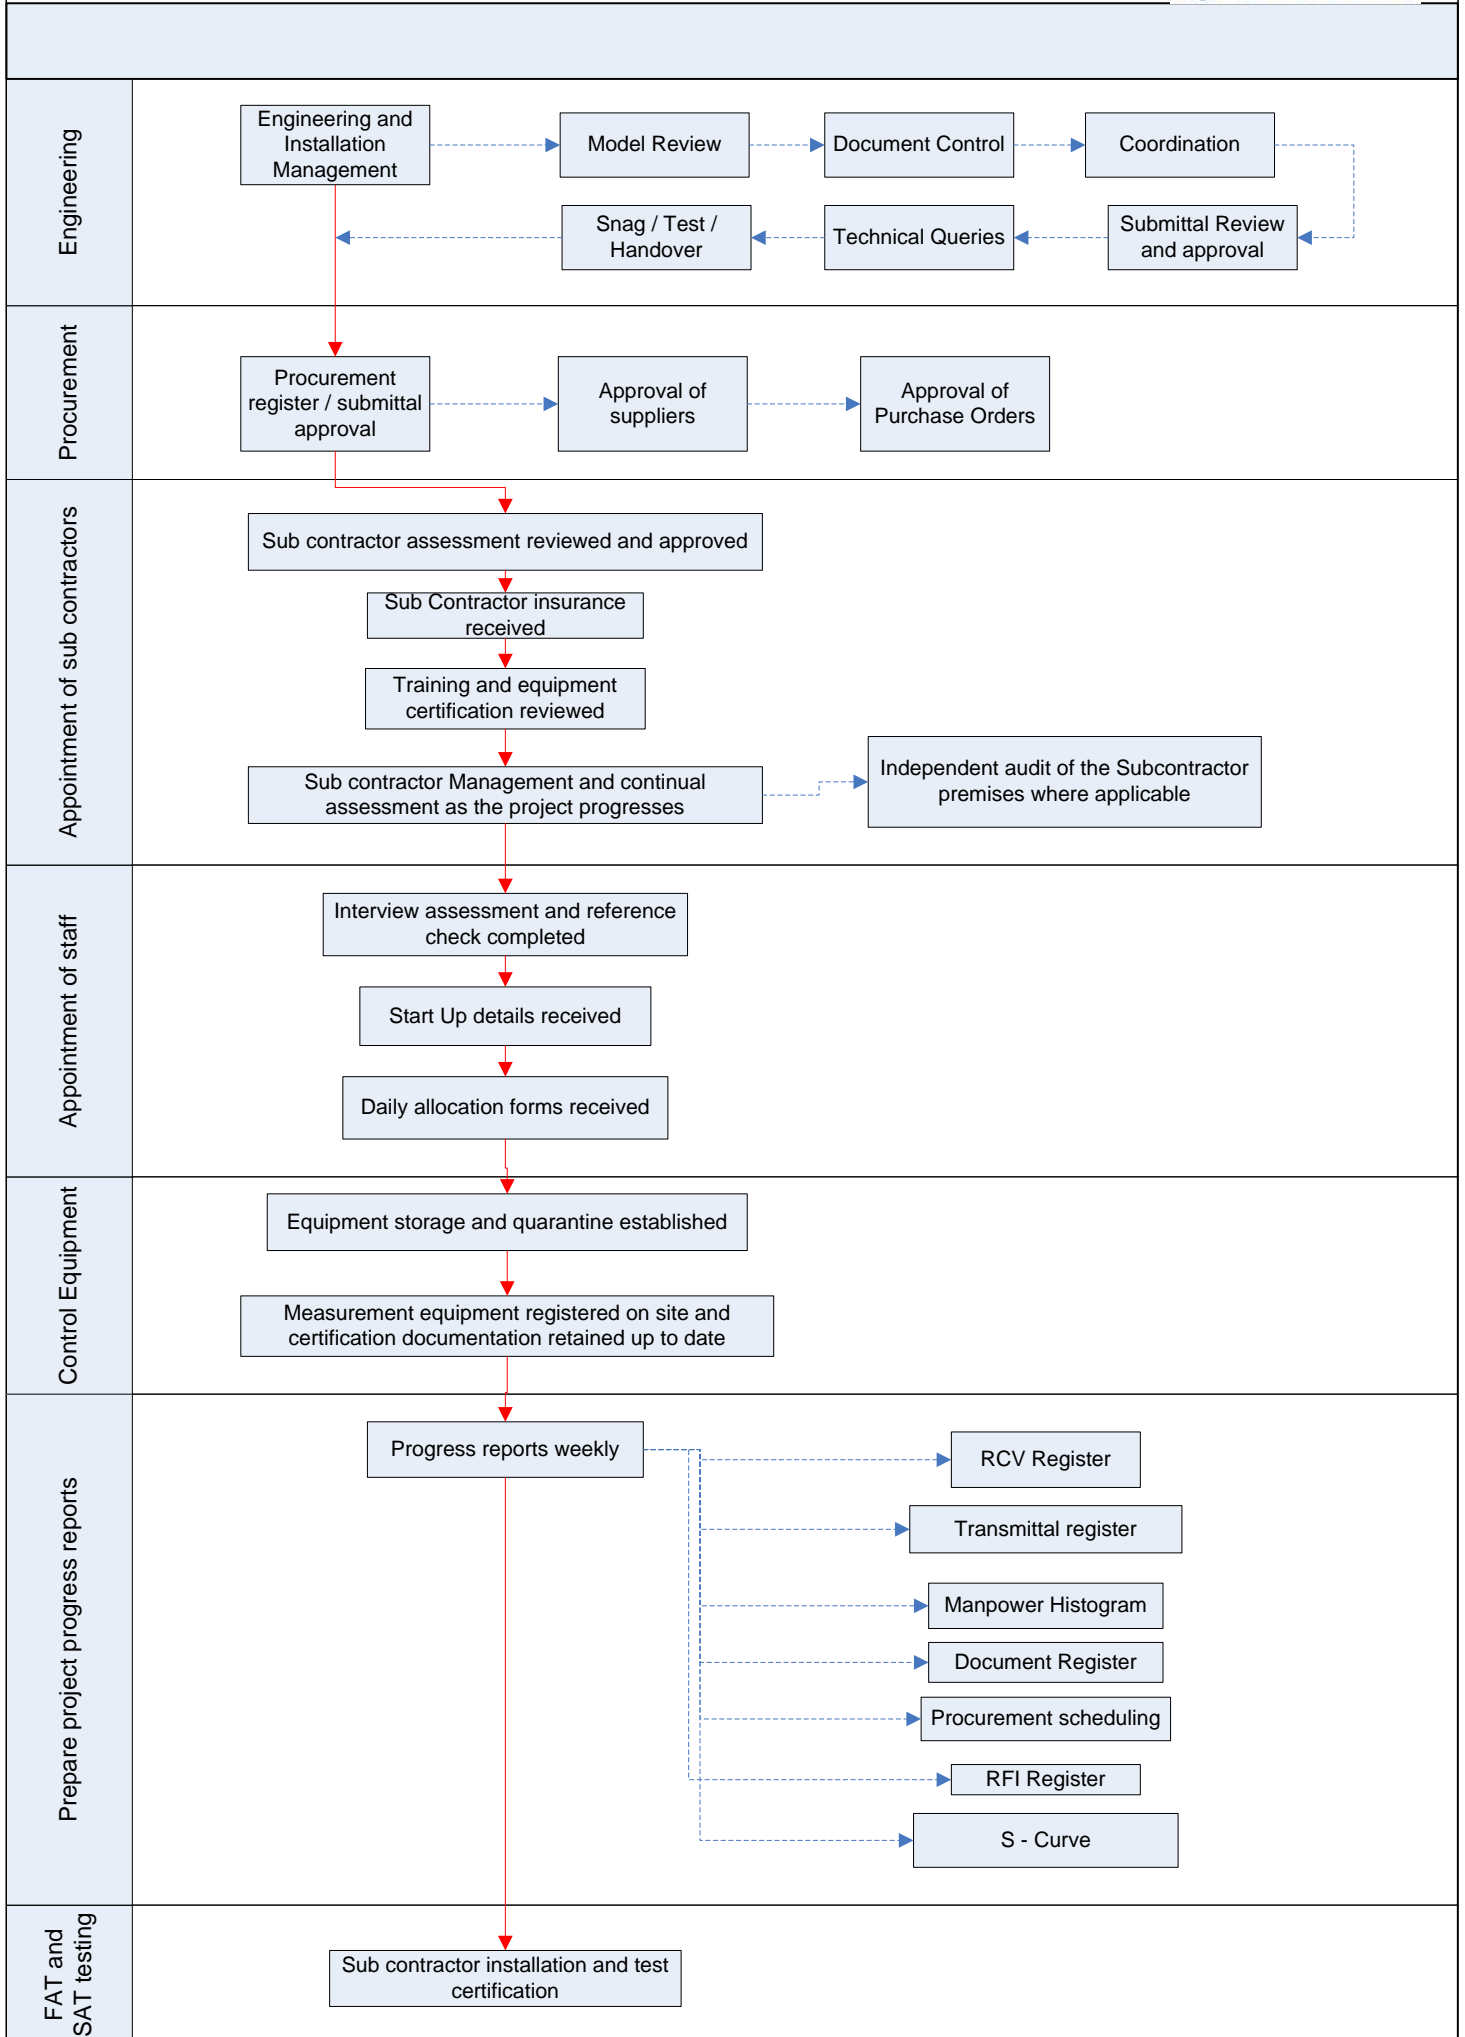 Engineering
Engineering and
Installation
Management
Model Review
Document Control
Coordination
Snag / Test /
Handover
Technical Queries
Submittal Review
and approval
Procurement
Procurement
register / submittal
approval
Approval of
suppliers
Approval of
Purchase Orders
Appointment of sub contractors
Sub contractor assessment reviewed and approved
Sub Contractor insurance
received
Training and equipment
certification reviewed
Sub contractor Management and continual
assessment as the project progresses
Independent audit of the Subcontractor
premises where applicable
Appointment of staff
Interview assessment and reference
check completed
Start Up details received
Daily allocation forms received
Control Equipment
Equipment storage and quarantine established
Measurement equipment registered on site and
certification documentation retained up to date
Prepare project progress reports
Progress reports weekly
RCV Register
Transmittal register
Manpower Histogram
Document Register
Procurement scheduling
RFI Register
S - Curve
FAT and
SAT testing
Sub contractor installation and test
certification